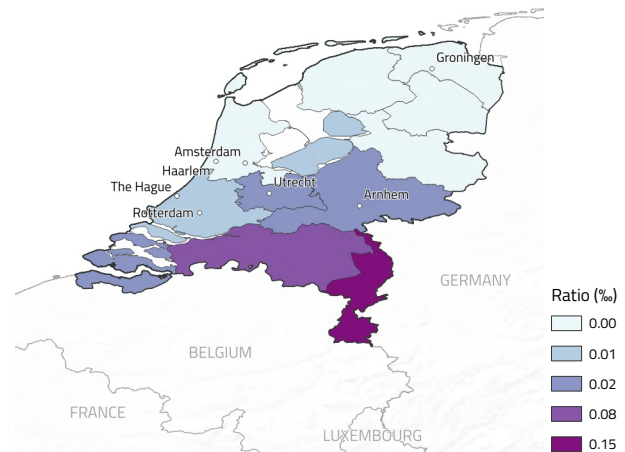 Groningen
Amsterdam
Haarlem
The Hague
Utrecht
Arnhem
Rotterdam
GERMANY
Ratio (‰)
0.00
0.01
BELGIUM
0.02
FRANCE
0.08
LUXEMBOURG
0.15